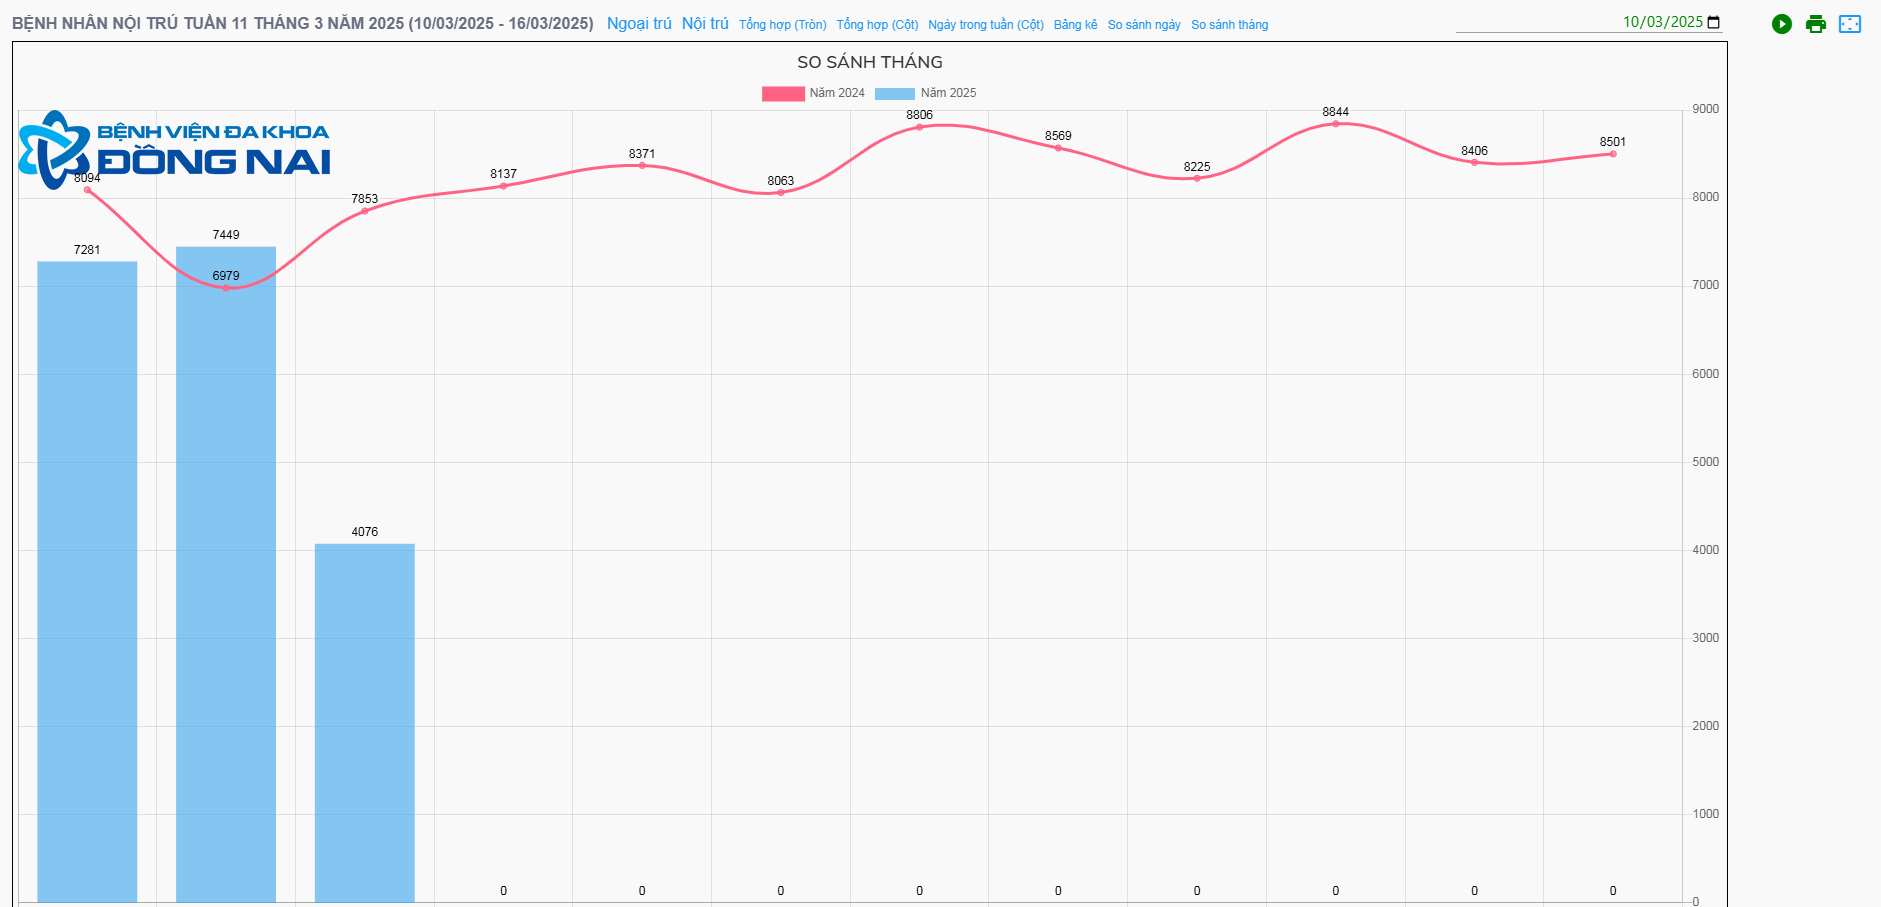 BỆNH NHÂN NỘI TRÚ TUẦN 11 THÁNG 3 NĂM 2025 (10/03/2025 - 16/03/2025) Ngoại trú Nội trú Tổng hợp (Tròn) Tổng hợp (Cột) Ngày trong tuần (Cột) Bảng kê So sánh ngày So sánh tháng 10/03/2025
SO SÁNH THÁNG
Năm 2024 Năm 2025
BỆNH VIỆN ĐA KHOA
ĐỒNG NAI
8094 6979 7853 8137 8371 8063 8806 8569 8225 8844 8406 8501
7281 7449 4076 0 0 0 0 0 0 0 0 0
9000
8000
7000
6000
5000
4000
3000
2000
1000
0